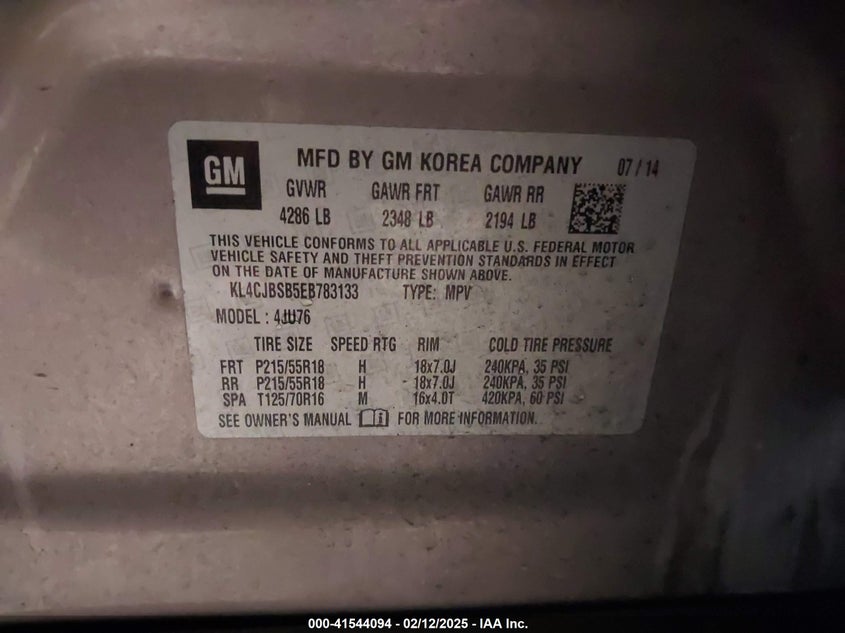 GM
MFD BY GM KOREA COMPANY 07/14
GVWR GAWR FRT GAWR RR
4286 LB 2348 LB 2194 LB
THIS VEHICLE CONFORMS TO ALL APPLICABLE U.S. FEDERAL MOTOR
VEHICLE SAFETY AND THEFT PREVENTION STANDARDS IN EFFECT
ON THE DATE OF MANUFACTURE SHOWN ABOVE.
KL4CJBSB5EB783133 TYPE: MPV
MODEL : 4JU76
TIRE SIZE SPEED RTG RIM COLD TIRE PRESSURE
FRT P215/55R18 H 18x7.0J 240KPA, 35 PSI
RR P215/55R18 H 18x7.0J 240KPA, 35 PSI
SPA T125/70R16 M 16x4.0T 420KPA, 60 PSI
SEE OWNER'S MANUAL FOR MORE INFORMATION.
000-41544094 - 02/12/2025 - IAA Inc.